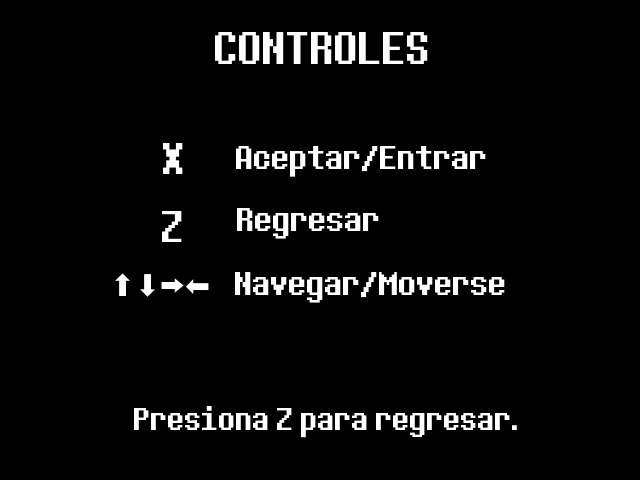 CONTROLES
X Aceptar/Entrar
Z Regresar
↑↓→← Navegar/Moverse
Presiona Z para regresar.